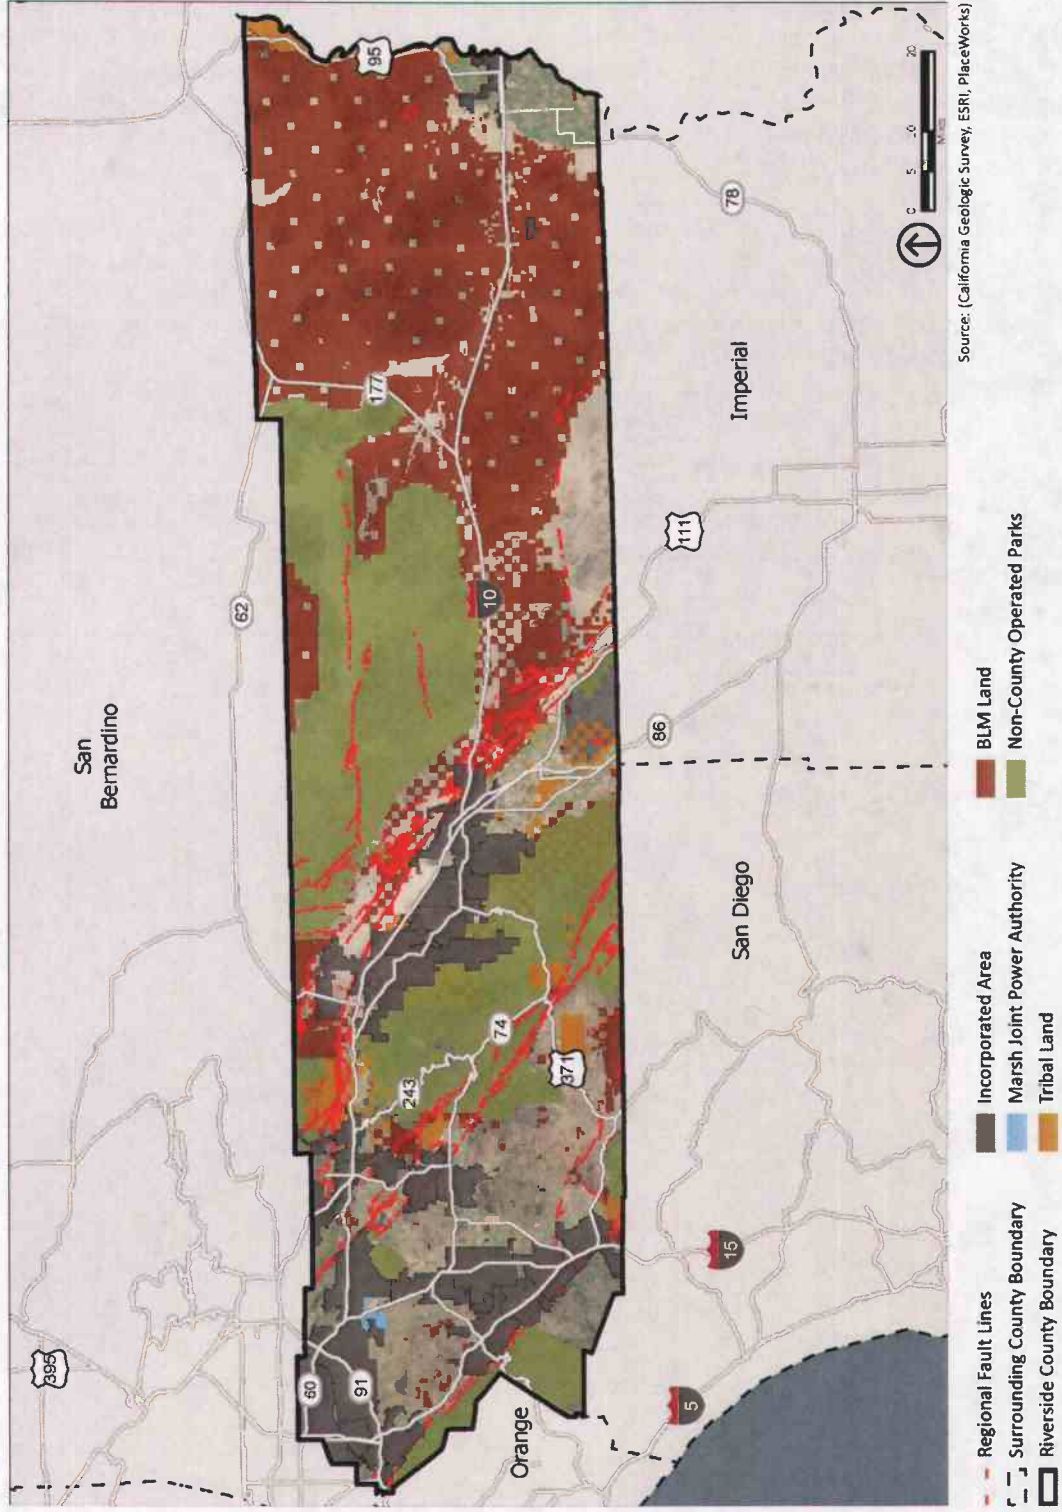 San
Bernardino
395
62
60
91
243
74
371
177
95
10
111
86
78
15
5
Orange
San Diego
Imperial
0 5 10 20
Miles
Source: (California Geologic Survey, ESRI, PlaceWorks)
Regional Fault Lines
Surrounding County Boundary
Riverside County Boundary
Incorporated Area
Marsh Joint Power Authority
Tribal Land
BLM Land
Non-County Operated Parks